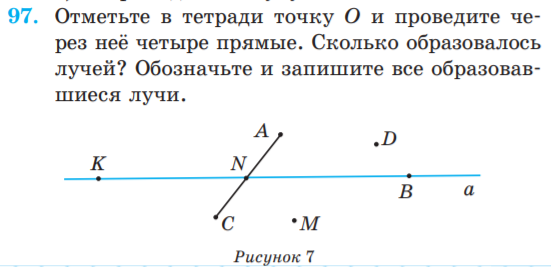 97. Отметьте в тетради точку O и проведите че-
рез неё четыре прямые. Сколько образовалось
лучей? Обозначьте и запишите все образовав-
шиеся лучи.
A
D
K
N
B
a
C
M
Рисунок 7